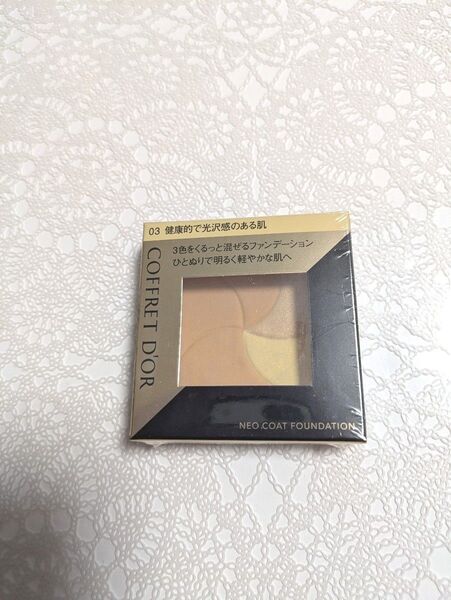 03 健康的で光沢感のある肌
3色をくるっと混ぜるファンデーション
ひとぬりで明るく軽やかな肌へ
COFFRET D'OR
NEO COAT FOUNDATION